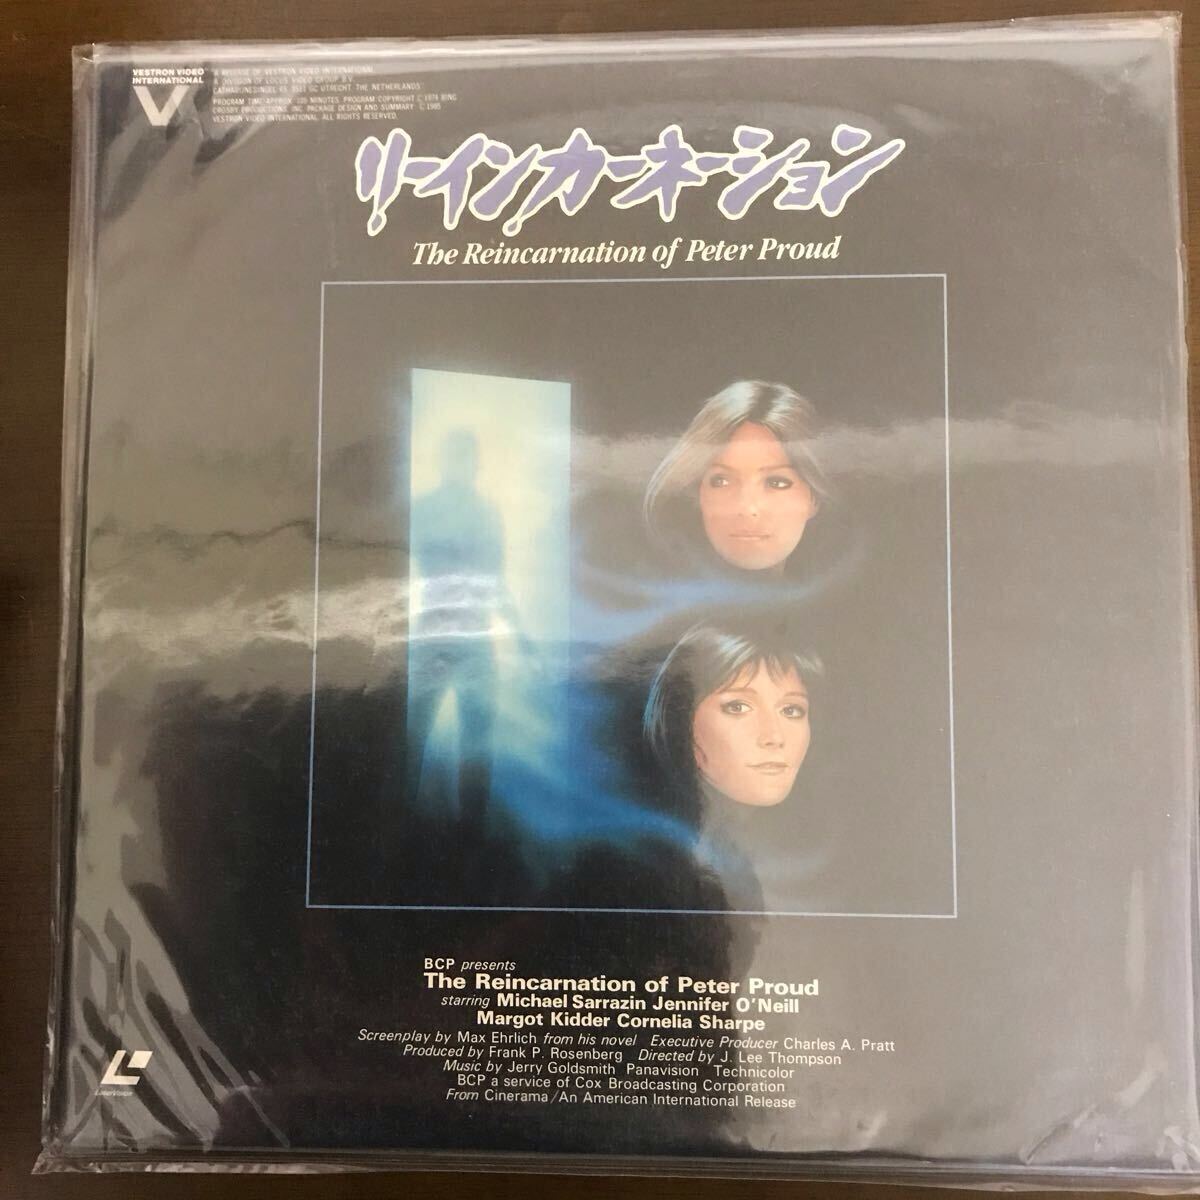 VESTRON VIDEO
INTERNATIONAL
V
A RELEASE OF VESTRON VIDEO INTERNATIONAL
A DIVISION OF LOCUS VIDEO GROUP B.V.
CATHARIJNESINGEL 45 3511 GC UTRECHT THE NETHERLANDS
PROGRAM TIME APPROX. 105 MINUTES. PROGRAM COPYRIGHT © 1974 BING
CROSBY PRODUCTIONS INC. PACKAGE DESIGN AND SUMMARY © 1985
VESTRON VIDEO INTERNATIONAL. ALL RIGHTS RESERVED.
リーインカーネーション
The Reincarnation of Peter Proud
BCP presents
The Reincarnation of Peter Proud
starring Michael Sarrazin Jennifer O'Neill
Margot Kidder Cornelia Sharpe
Screenplay by Max Ehrlich from his novel Executive Producer Charles A. Pratt
Produced by Frank P. Rosenberg Directed by J. Lee Thompson
Music by Jerry Goldsmith Panavision Technicolor
BCP a service of Cox Broadcasting Corporation
From Cinerama/An American International Release
LaserVision